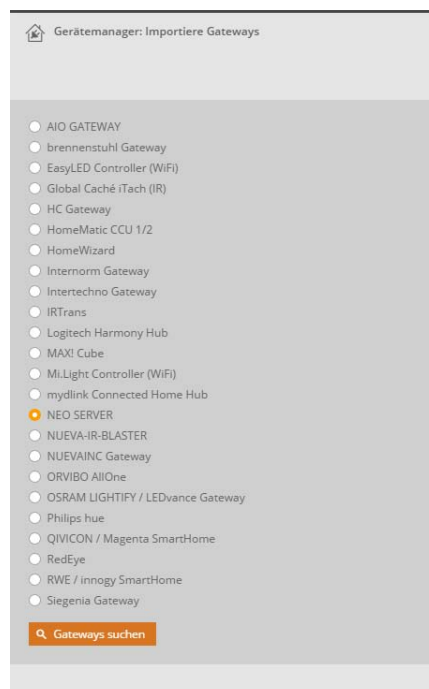 Gerätemanager: Importiere Gateways
AIO GATEWAY
brennenstuhl Gateway
EasyLED Controller (WiFi)
Global Caché iTach (IR)
HC Gateway
HomeMatic CCU 1/2
HomeWizard
Internorm Gateway
Intertechno Gateway
IRTrans
Logitech Harmony Hub
MAX! Cube
Mi.Light Controller (WiFi)
mydlink Connected Home Hub
NEO SERVER
NUEVA-IR-BLASTER
NUEVAINC Gateway
ORVIBO AllOne
OSRAM LIGHTIFY / LEDvance Gateway
Philips hue
QIVICON / Magenta SmartHome
RedEye
RWE / innogy SmartHome
Siegenia Gateway
Gateways suchen